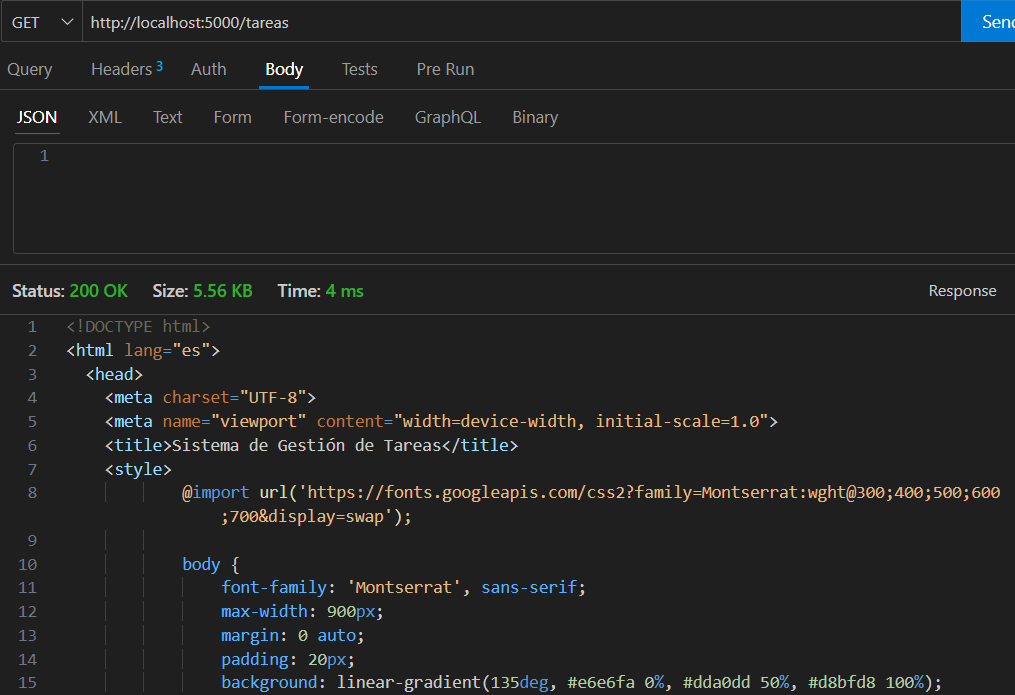 GET http://localhost:5000/tareas Send
Query Headers 3 Auth Body Tests Pre Run
JSON XML Text Form Form-encode GraphQL Binary
1
Status: 200 OK Size: 5.56 KB Time: 4 ms Response
1 <!DOCTYPE html>
2 <html lang="es">
3 <head>
4 <meta charset="UTF-8">
5 <meta name="viewport" content="width=device-width, initial-scale=1.0">
6 <title>Sistema de Gestión de Tareas</title>
7 <style>
8 @import url('https://fonts.googleapis.com/css2?family=Montserrat:wght@300;400;500;600
;700&display=swap');
9
10 body {
11 font-family: 'Montserrat', sans-serif;
12 max-width: 900px;
13 margin: 0 auto;
14 padding: 20px;
15 background: linear-gradient(135deg, #e6e6fa 0%, #dda0dd 50%, #d8bfd8 100%);